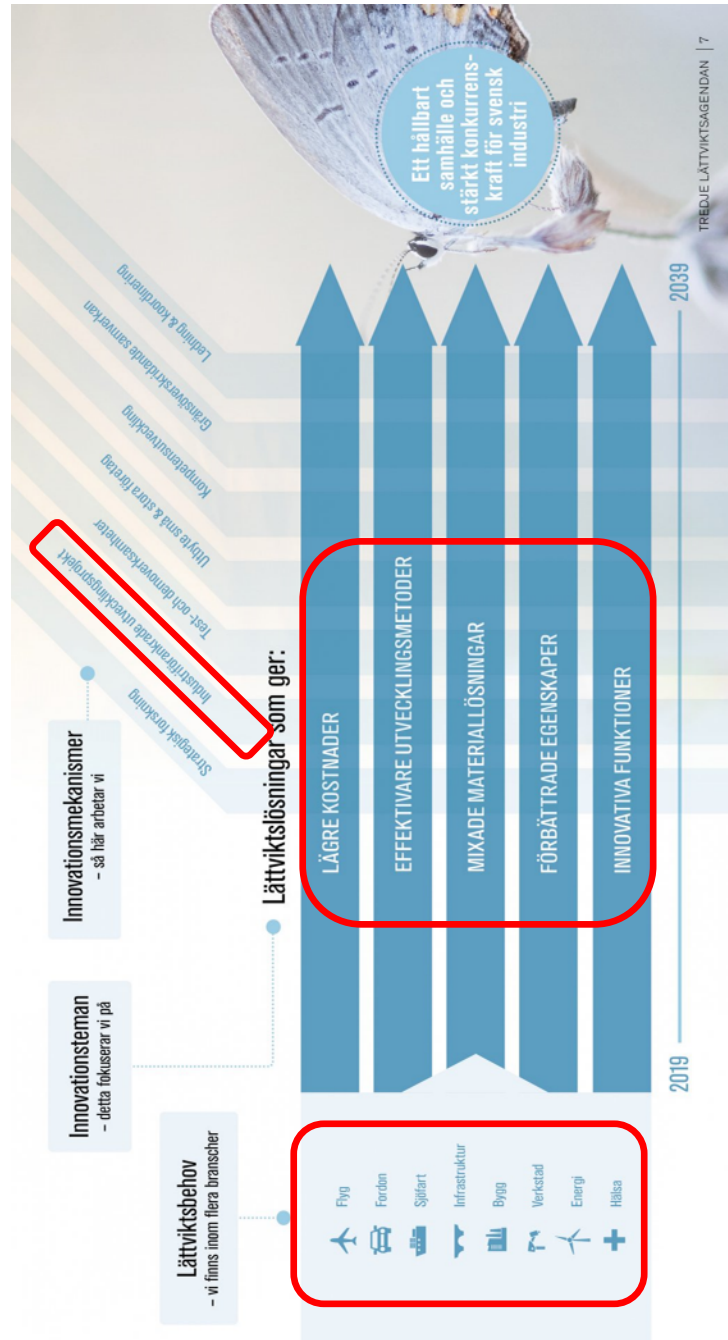 Lättviktsbehov
– vi finns inom flera branscher
Innovationsteman
– detta fokuserar vi på
Innovationsmekanismer
– så här arbetar vi
Strategisk forskning
Industriförankrade utvecklingsprojekt
Test- och demoverksamheter
Utbyte små & stora företag
Kompetensutveckling
Gränsöverskridande samverkan
Ledning & koordinering
Lättviktslösningar som ger:
Flyg
Fordon
Sjöfart
Infrastruktur
Bygg
Verkstad
Energi
Hälsa
LÄGRE KOSTNADER
EFFEKTIVARE UTVECKLINGSMETODER
MIXADE MATERIALLÖSNINGAR
FÖRBÄTTRADE EGENSKAPER
INNOVATIVA FUNKTIONER
Ett hållbart
samhälle och
stärkt konkurrens-
kraft för svensk
industri
2019
2039
TREDJE LÄTTVIKTSAGENDAN | 7